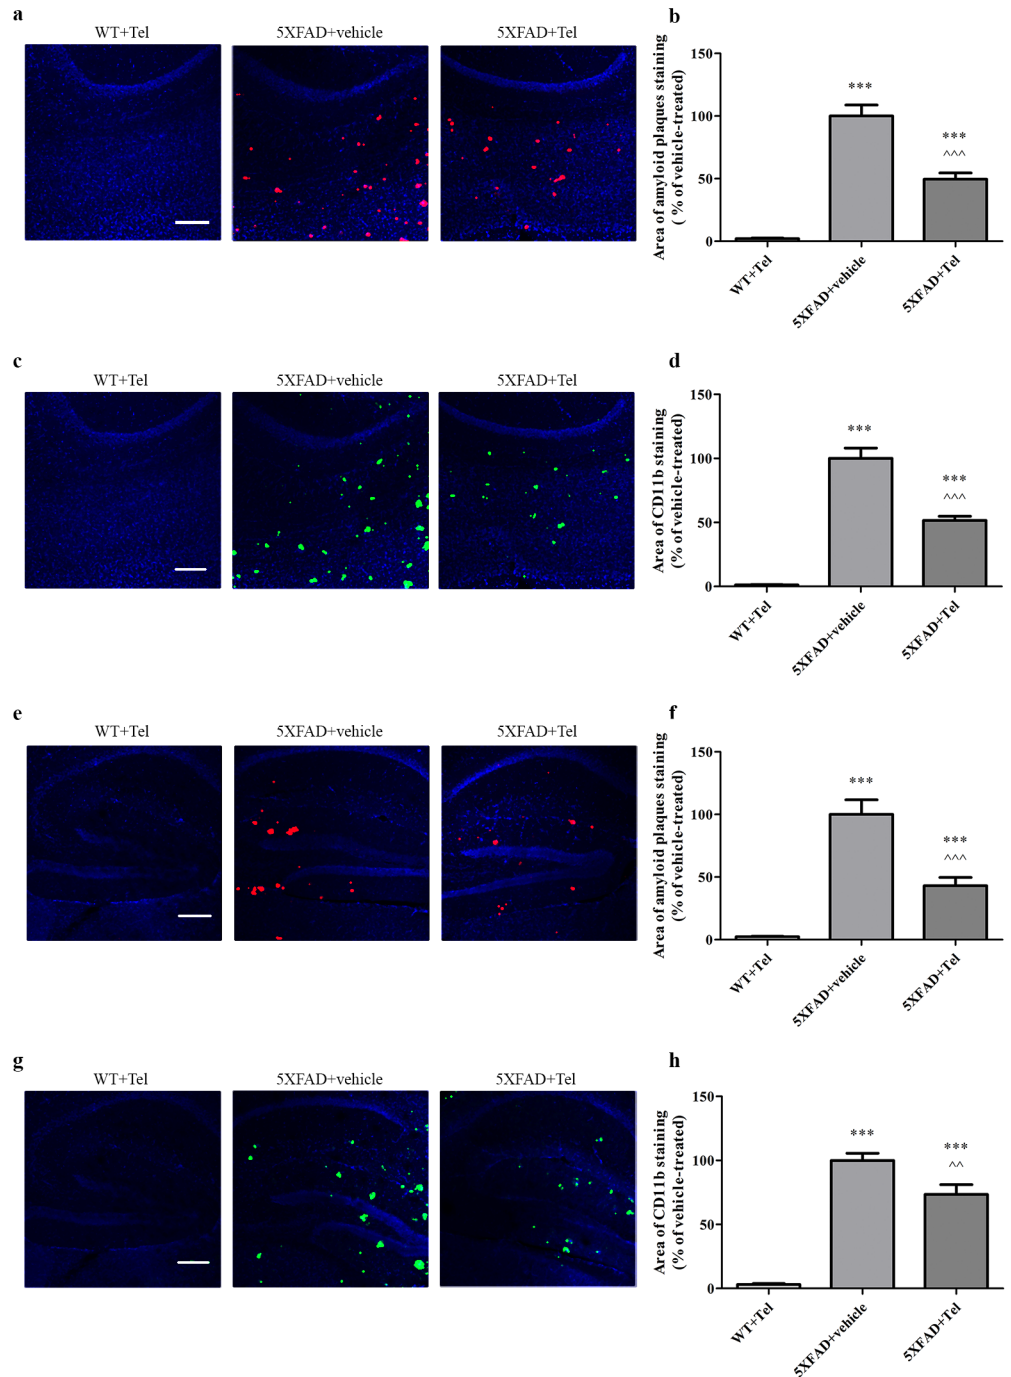 a
WT+Tel
5XFAD+vehicle
5XFAD+Tel
b
Area of amyloid plaques staining
( % of vehicle-treated)
150
100
50
0
***
***
^^^
WT+Tel
5XFAD+vehicle
5XFAD+Tel
c
WT+Tel
5XFAD+vehicle
5XFAD+Tel
d
Area of CD11b staining
(% of vehicle-treated)
150
100
50
0
***
***
^^^
WT+Tel
5XFAD+vehicle
5XFAD+Tel
e
WT+Tel
5XFAD+vehicle
5XFAD+Tel
f
Area of amyloid plaques staining
(% of vehicle-treated)
150
100
50
0
***
***
^^^
WT+Tel
5XFAD+vehicle
5XFAD+Tel
g
WT+Tel
5XFAD+vehicle
5XFAD+Tel
h
Area of CD11b staining
(% of vehicle-treated)
150
100
50
0
***
***
^^
WT+Tel
5XFAD+vehicle
5XFAD+Tel